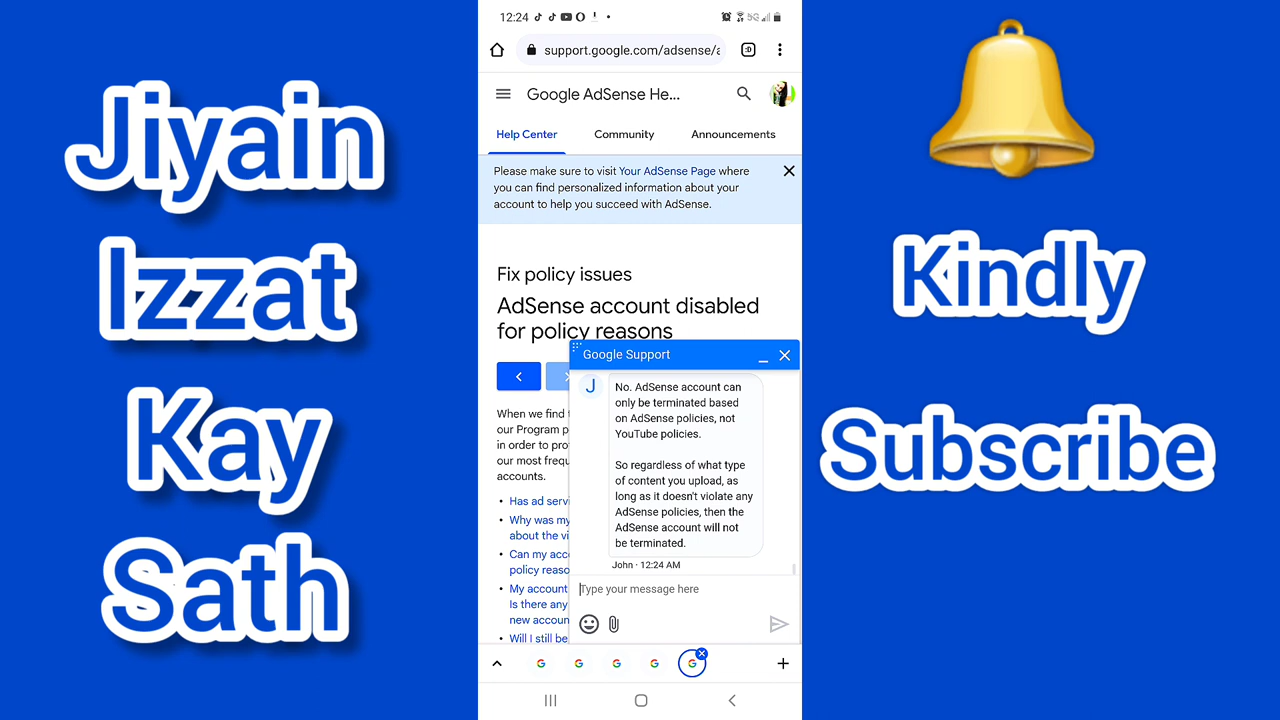 Jiyain
Izzat
Kay
Sath
12:24
5G
support.google.com/adsense/a
:D
Google AdSense He...
Help Center
Community
Announcements
Please make sure to visit Your AdSense Page where
you can find personalized information about your
account to help you succeed with AdSense.
Fix policy issues
AdSense account disabled
for policy reasons
When we find t
our Program p
in order to pro
our most frequ
accounts.
• Has ad servi
• Why was my
about the vi
• Can my acc
policy reaso
• My account
Is there any
new accoun
• Will I still be
Google Support
J
No. AdSense account can
only be terminated based
on AdSense policies, not
YouTube policies.
So regardless of what type
of content you upload, as
long as it doesn't violate any
AdSense policies, then the
AdSense account will not
be terminated.
John · 12:24 AM
Type your message here
Kindly
Subscribe